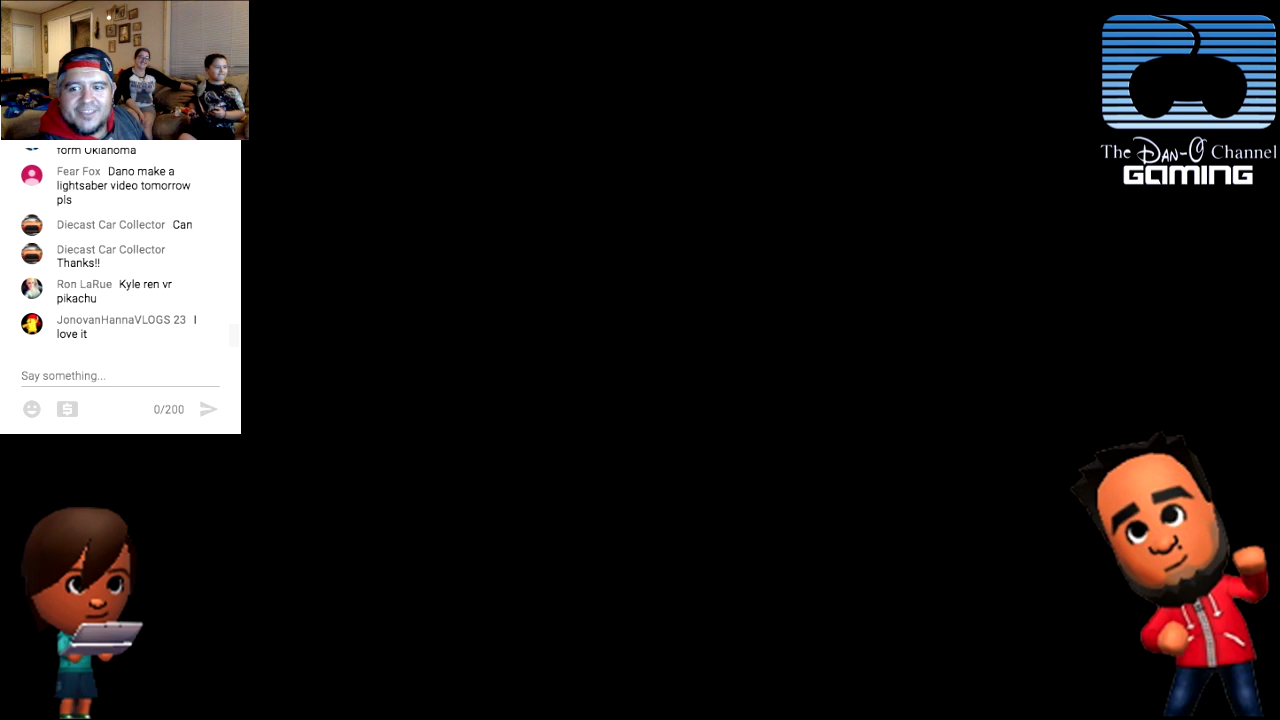 form Oklahoma
Fear Fox Dano make a
lightsaber video tomorrow
pls
Diecast Car Collector Can
Diecast Car Collector
Thanks!!
Ron LaRue Kyle ren vr
pikachu
JonovanHannaVLOGS 23 I
love it
Say something...
0/200
The Dan-O Channel
GAMING